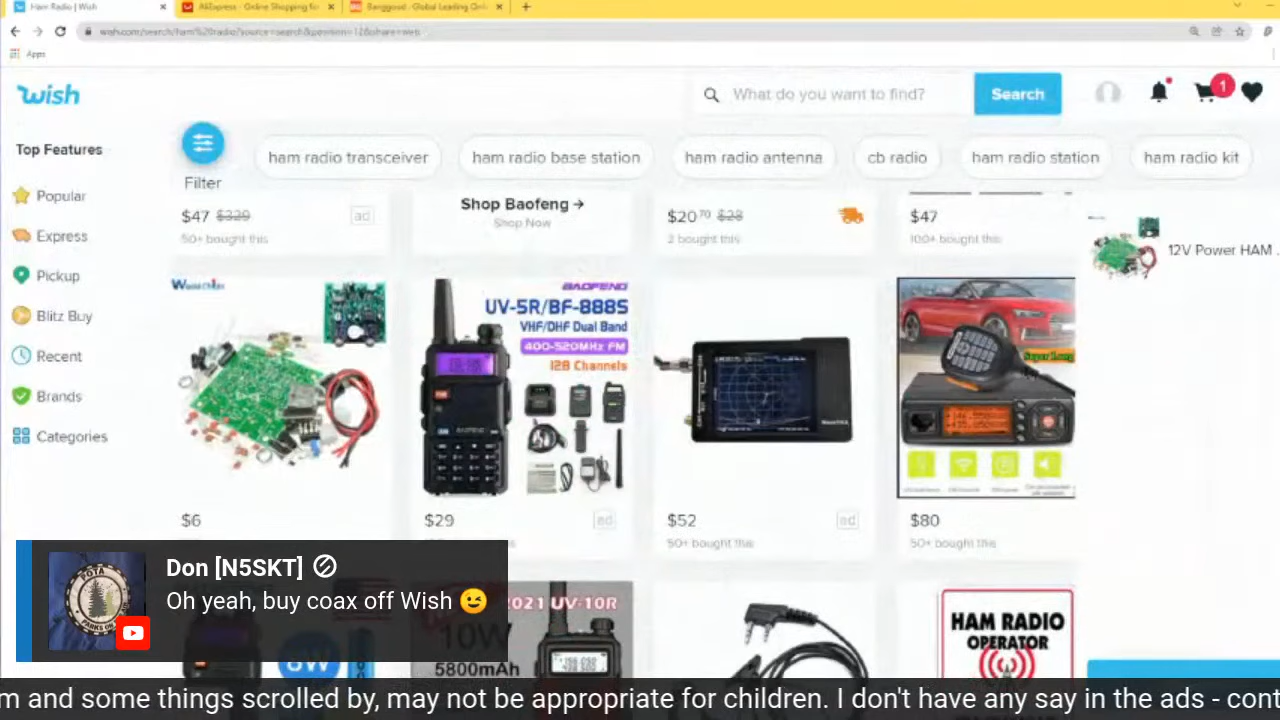 Ham Radio | Wish
AliExpress - Online Shopping for
Banggood - Global Leading Onli
Apps
wish
What do you want to find?
Search
1
Top Features
Popular
Express
Pickup
Blitz Buy
Recent
Brands
Categories
Filter
ham radio transceiver
ham radio base station
ham radio antenna
cb radio
ham radio station
ham radio kit
$47 $329
ad
50+ bought this
Shop Baofeng →
Shop Now
$20.70 $28
2 bought this
$47
100+ bought this
12V Power HAM .
BAOFENG
UV-5R/BF-888S
VHF/UHF Dual Band
400-520MHz FM
128 Channels
Super Long
$6
$29
ad
$52
ad
50+ bought this
$80
50+ bought this
Don [N5SKT]
Oh yeah, buy coax off Wish 😉
8W
2021 UV-10R
10W
5800mAh
HAM RADIO
OPERATOR
m and some things scrolled by, may not be appropriate for children. I don't have any say in the ads - cont